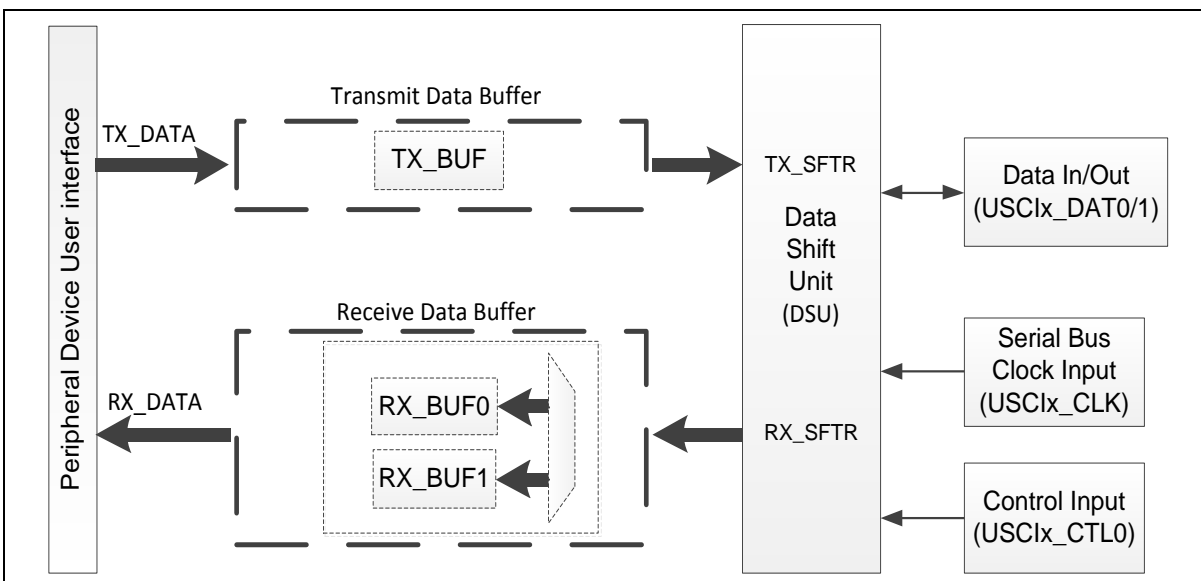 Peripheral Device User interface
TX_DATA
Transmit Data Buffer
TX_BUF
TX_SFTR
Data
Shift
Unit
(DSU)
RX_SFTR
Data In/Out
(USCIx_DAT0/1)
Receive Data Buffer
RX_DATA
RX_BUF0
RX_BUF1
Serial Bus
Clock Input
(USCIx_CLK)
Control Input
(USCIx_CTL0)